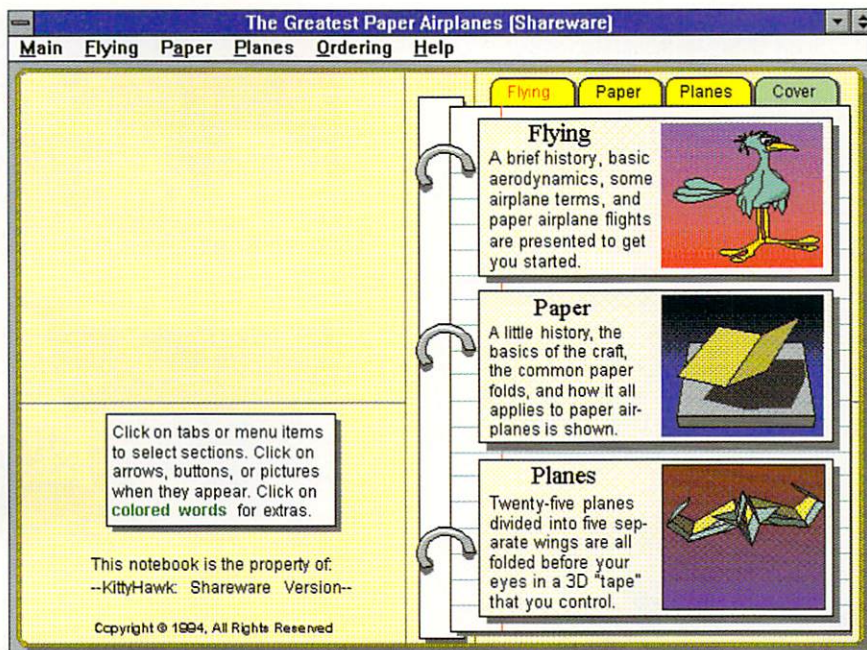 The Greatest Paper Airplanes (Shareware)
Main Flying Paper Planes Ordering Help
Flying Paper Planes Cover
Flying
A brief history, basic
aerodynamics, some
airplane terms, and
paper airplane flights
are presented to get
you started.
Paper
A little history, the
basics of the craft,
the common paper
folds, and how it all
applies to paper air-
planes is shown.
Planes
Twenty-five planes
divided into five sep-
arate wings are all
folded before your
eyes in a 3D "tape"
that you control.
Click on tabs or menu items
to select sections. Click on
arrows, buttons, or pictures
when they appear. Click on
colored words for extras.
This notebook is the property of:
--KittyHawk: Shareware Version--
Copyright © 1994, All Rights Reserved